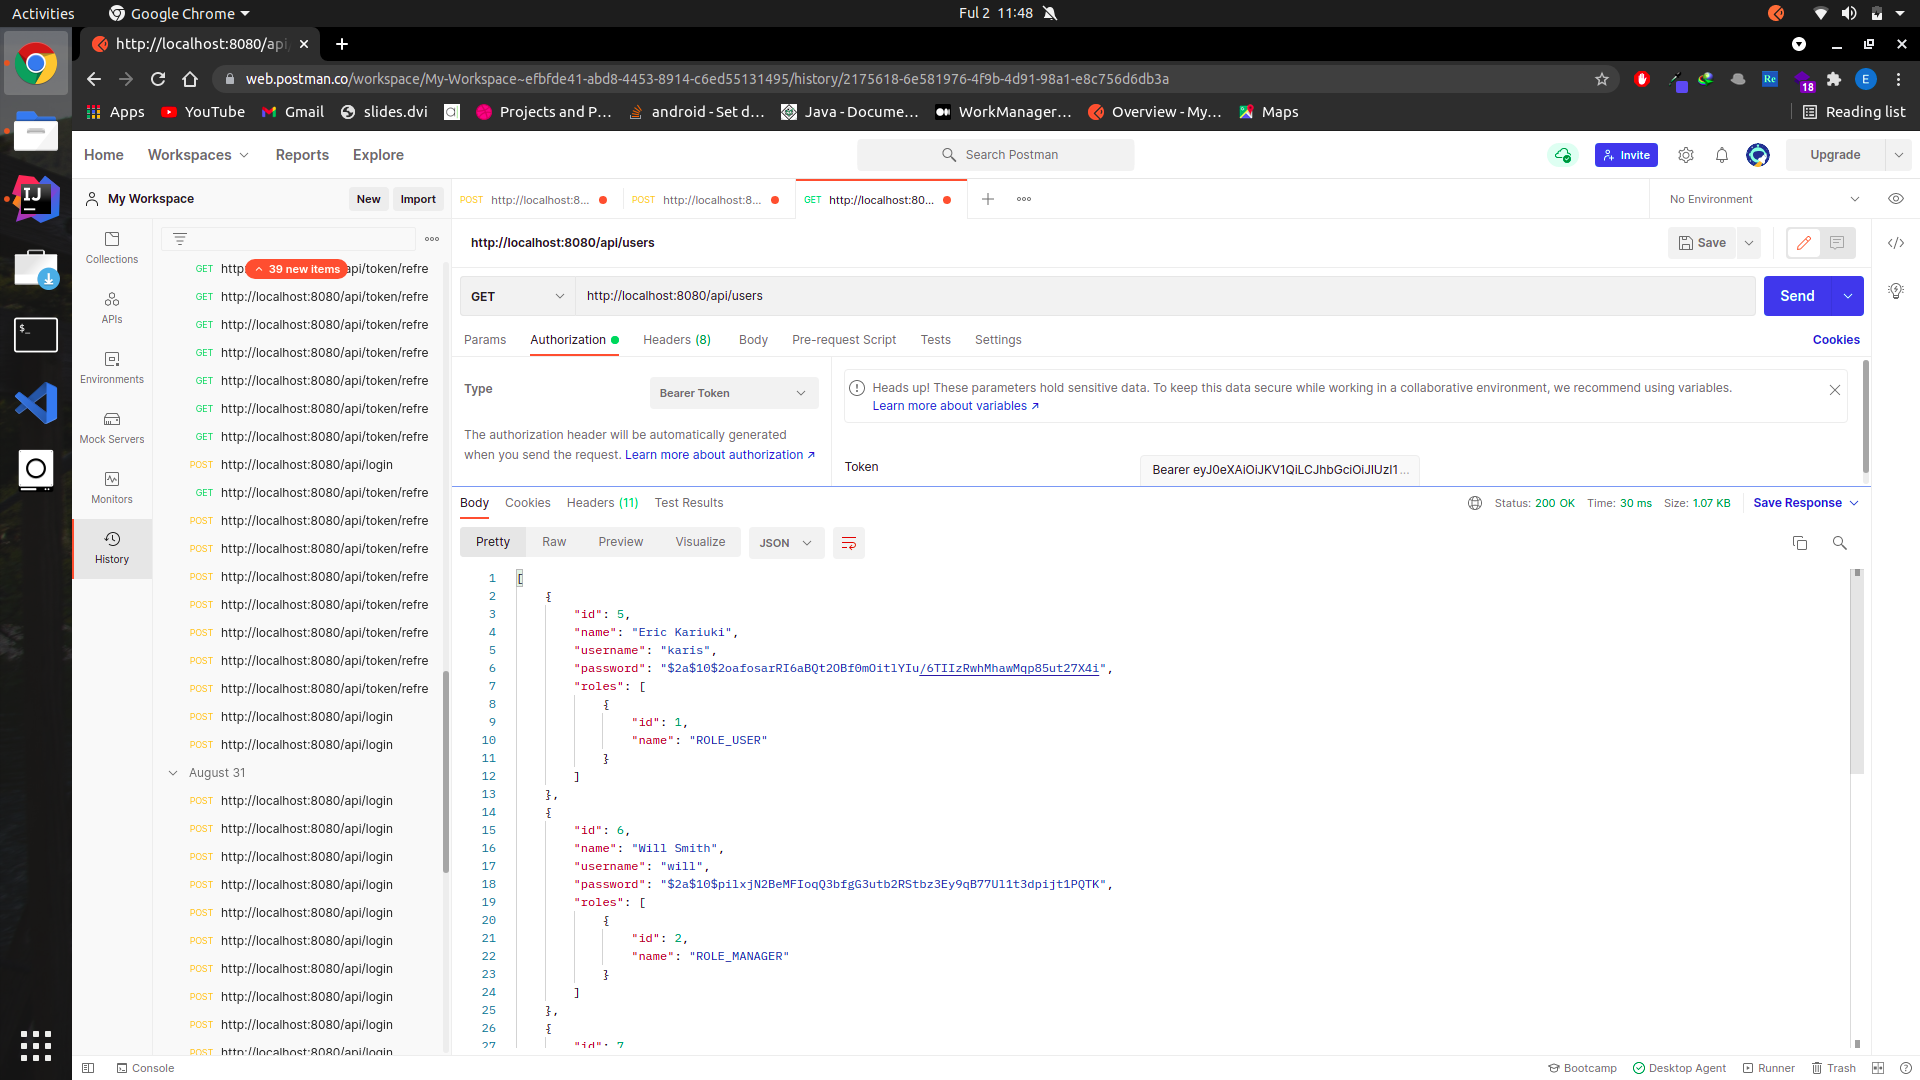 Activities
Google Chrome
Ful 2 11:48
http://localhost:8080/api
web.postman.co/workspace/My-Workspace~efbfde41-abd8-4453-8914-c6ed55131495/history/2175618-6e581976-4f9b-4d91-98a1-e8c756d6db3a
Re
18
E
Apps
YouTube
Gmail
slides.dvi
Projects and P...
android - Set d...
Java - Docume...
WorkManager...
Overview - My...
Maps
Reading list
Home
Workspaces
Reports
Explore
Search Postman
Invite
Upgrade
My Workspace
New
Import
POST http://localhost:8...
POST http://localhost:8...
GET http://localhost:80...
No Environment
Collections
APIs
Environments
Mock Servers
Monitors
History
39 new items
GET http: api/token/refre
GET http://localhost:8080/api/token/refre
GET http://localhost:8080/api/token/refre
GET http://localhost:8080/api/token/refre
GET http://localhost:8080/api/token/refre
GET http://localhost:8080/api/token/refre
GET http://localhost:8080/api/token/refre
POST http://localhost:8080/api/login
GET http://localhost:8080/api/token/refre
POST http://localhost:8080/api/token/refre
POST http://localhost:8080/api/token/refre
POST http://localhost:8080/api/token/refre
POST http://localhost:8080/api/token/refre
POST http://localhost:8080/api/token/refre
POST http://localhost:8080/api/token/refre
POST http://localhost:8080/api/token/refre
POST http://localhost:8080/api/login
POST http://localhost:8080/api/login
August 31
POST http://localhost:8080/api/login
POST http://localhost:8080/api/login
POST http://localhost:8080/api/login
POST http://localhost:8080/api/login
POST http://localhost:8080/api/login
POST http://localhost:8080/api/login
POST http://localhost:8080/api/login
POST http://localhost:8080/api/login
POST http://localhost:8080/api/login
POST http://localhost:8080/api/login
http://localhost:8080/api/users
Save
GET
http://localhost:8080/api/users
Send
Params
Authorization
Headers (8)
Body
Pre-request Script
Tests
Settings
Cookies
Type
Bearer Token
The authorization header will be automatically generated
when you send the request. Learn more about authorization ↗
Heads up! These parameters hold sensitive data. To keep this data secure while working in a collaborative environment, we recommend using variables.
Learn more about variables ↗
Token
Bearer eyJ0eXAiOiJKV1QiLCJhbGciOiJIUzI1...
Body
Cookies
Headers (11)
Test Results
Status: 200 OK
Time: 30 ms
Size: 1.07 KB
Save Response
Pretty
Raw
Preview
Visualize
JSON
1 [
2 {
3 "id": 5,
4 "name": "Eric Kariuki",
5 "username": "karis",
6 "password": "$2a$10$2oafosarRI6aBQt2OBf0mOitlYIu/6TIIzRwhMhawMqp85ut27X4i",
7 "roles": [
8 {
9 "id": 1,
10 "name": "ROLE_USER"
11 }
12 ]
13 },
14 {
15 "id": 6,
16 "name": "Will Smith",
17 "username": "will",
18 "password": "$2a$10$pilxjN2BeMFIoqQ3bfgG3utb2RStbz3Ey9qB77Ul1t3dpijt1PQTK",
19 "roles": [
20 {
21 "id": 2,
22 "name": "ROLE_MANAGER"
23 }
24 ]
25 },
26 {
27 "id": 7
Console
Bootcamp
Desktop Agent
Runner
Trash